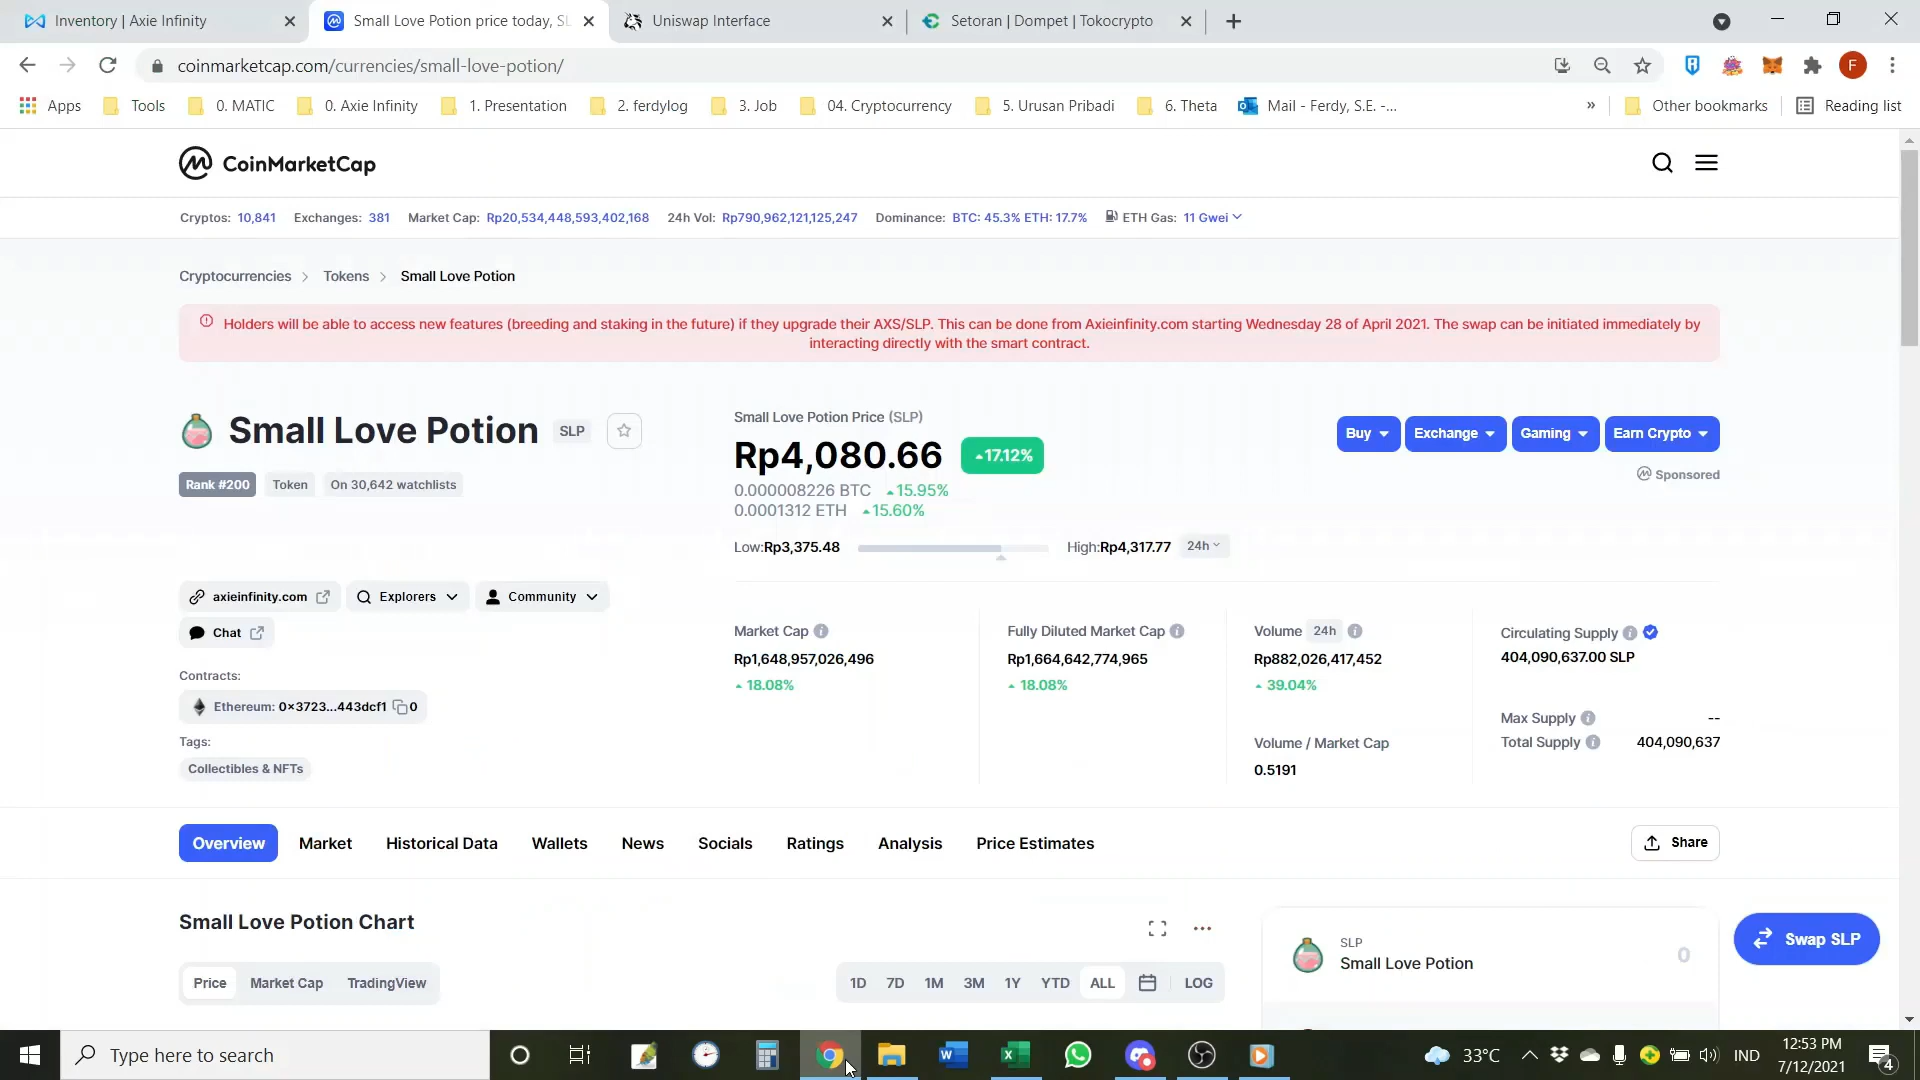 Inventory | Axie Infinity
Small Love Potion price today, SL
Uniswap Interface
Setoran | Dompet | Tokocrypto
coinmarketcap.com/currencies/small-love-potion/
F
Apps
Tools
0. MATIC
0. Axie Infinity
1. Presentation
2. ferdylog
3. Job
04. Cryptocurrency
5. Urusan Pribadi
6. Theta
Mail - Ferdy, S.E. -...
»
Other bookmarks
Reading list
CoinMarketCap
Cryptos: 10,841 Exchanges: 381 Market Cap: Rp20,534,448,593,402,168 24h Vol: Rp790,962,121,125,247 Dominance: BTC: 45.3% ETH: 17.7% ETH Gas: 11 Gwei
Cryptocurrencies > Tokens > Small Love Potion
Holders will be able to access new features (breeding and staking in the future) if they upgrade their AXS/SLP. This can be done from Axieinfinity.com starting Wednesday 28 of April 2021. The swap can be initiated immediately by
interacting directly with the smart contract.
Small Love Potion SLP
Rank #200 Token On 30,642 watchlists
Small Love Potion Price (SLP)
Rp4,080.66 17.12%
0.000008226 BTC 15.95%
0.0001312 ETH 15.60%
Low:Rp3,375.48 High:Rp4,317.77 24h
Buy Exchange Gaming Earn Crypto
Sponsored
axieinfinity.com Explorers Community
Chat
Contracts:
Ethereum: 0x3723...443dcf1 0
Tags:
Collectibles & NFTs
Market Cap
Rp1,648,957,026,496
18.08%
Fully Diluted Market Cap
Rp1,664,642,774,965
18.08%
Volume 24h
Rp882,026,417,452
39.04%
Volume / Market Cap
0.5191
Circulating Supply
404,090,637.00 SLP
Max Supply --
Total Supply 404,090,637
Overview Market Historical Data Wallets News Socials Ratings Analysis Price Estimates
Share
Small Love Potion Chart
Price Market Cap TradingView
1D 7D 1M 3M 1Y YTD ALL LOG
SLP
Small Love Potion
0
Swap SLP
Type here to search
33°C
IND
12:53 PM
7/12/2021
4